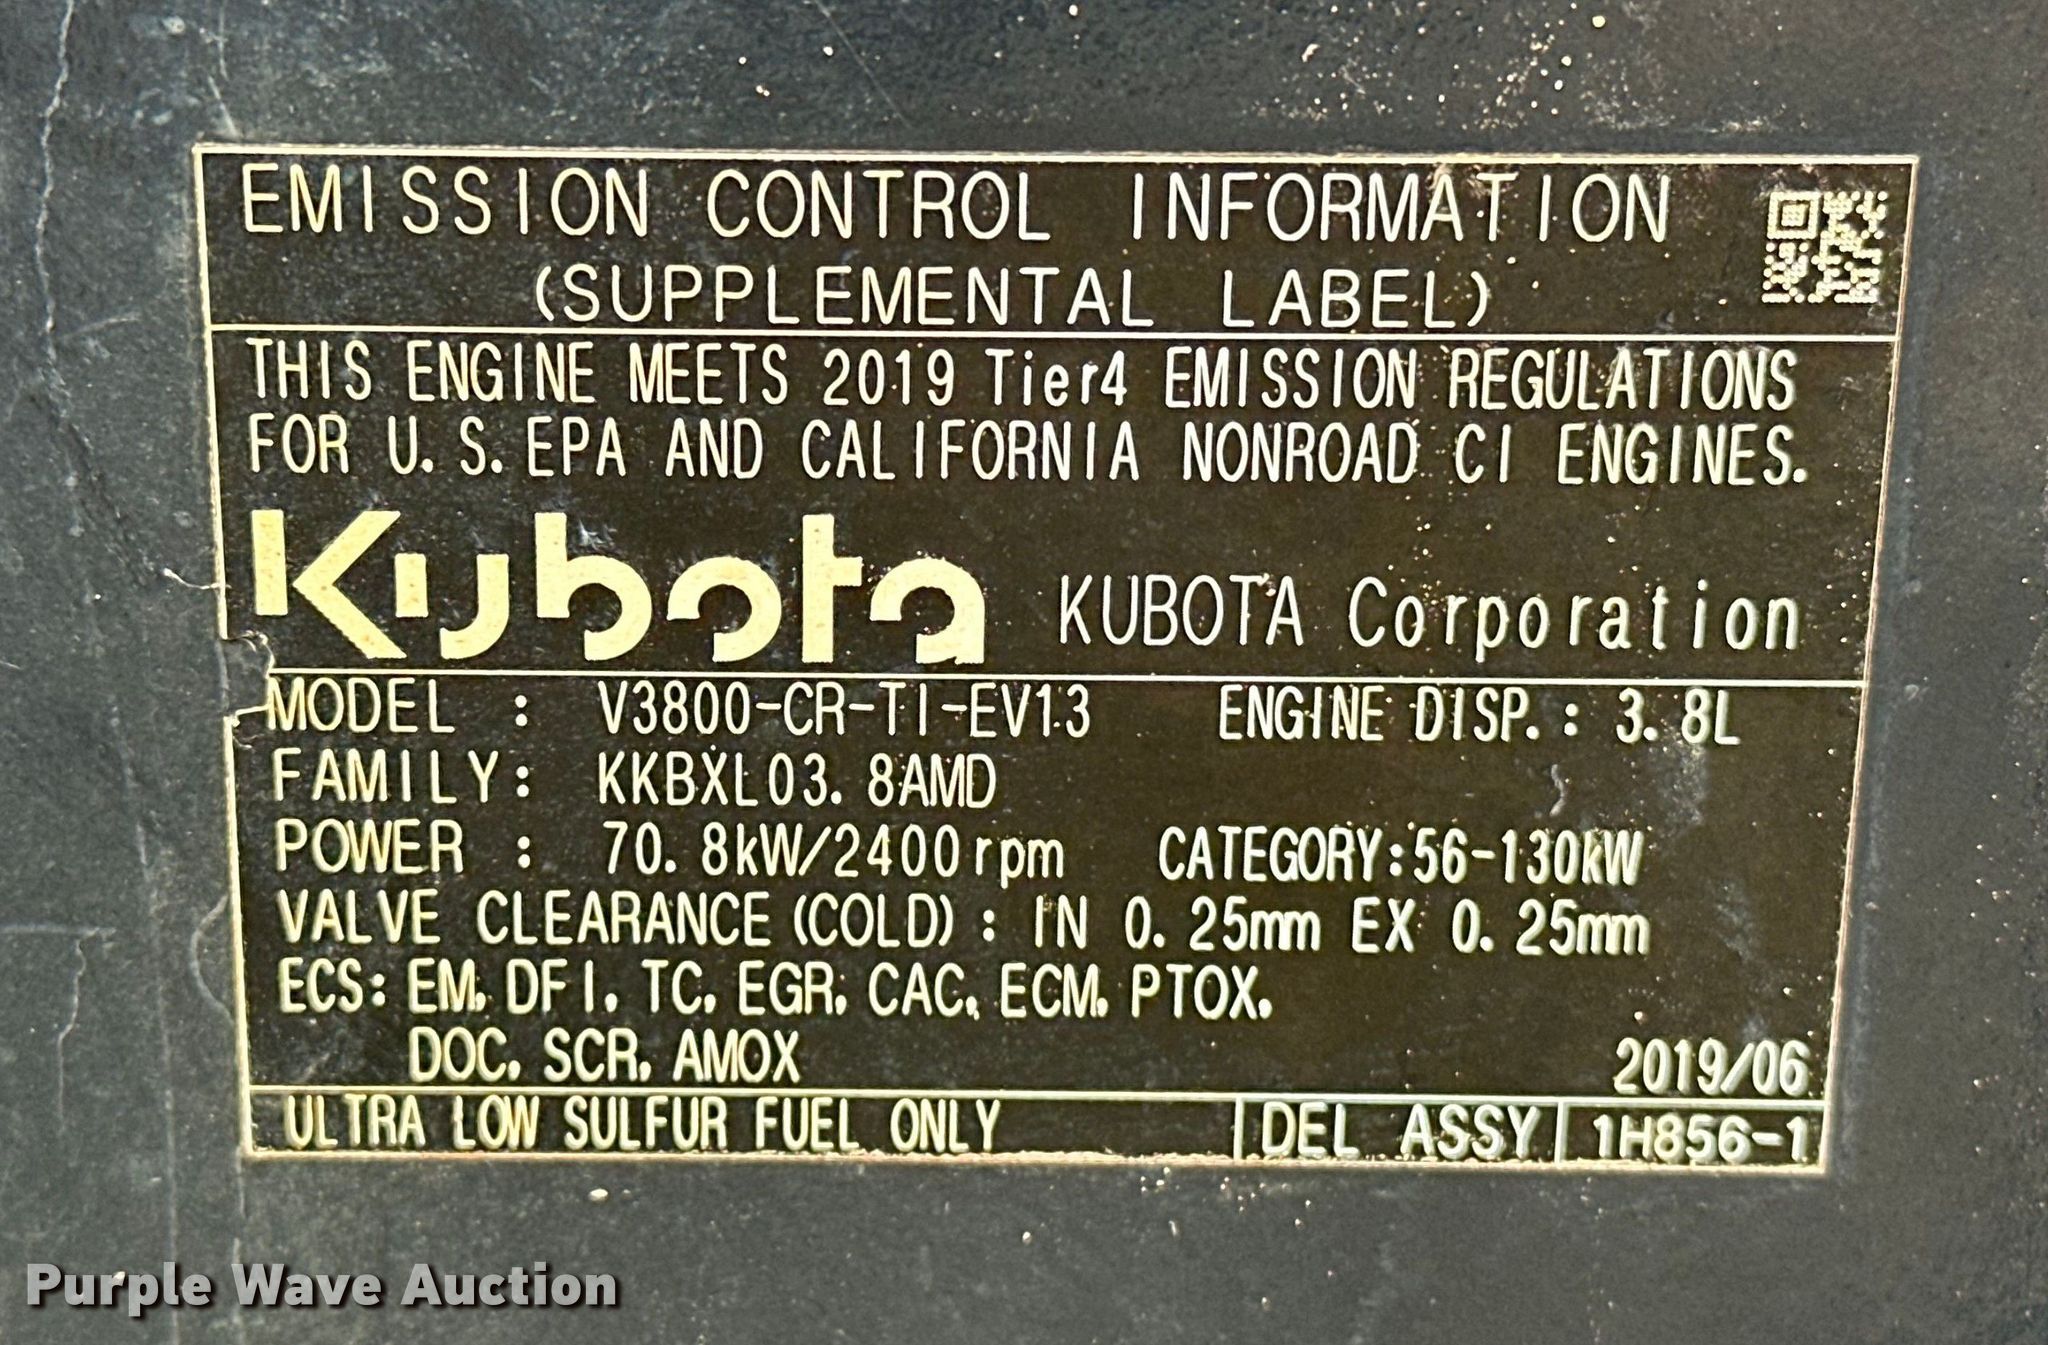 EMISSION CONTROL INFORMATION
(SUPPLEMENTAL LABEL)
THIS ENGINE MEETS 2019 Tier4 EMISSION REGULATIONS
FOR U.S.EPA AND CALIFORNIA NONROAD CI ENGINES.
Kubota KUBOTA Corporation
MODEL : V3800-CR-TI-EV13 ENGINE DISP.: 3.8L
FAMILY: KKBXL03.8AMD
POWER : 70.8kW/2400rpm CATEGORY:56-130kW
VALVE CLEARANCE(COLD): IN 0.25mm EX 0.25mm
ECS: EM, DFI, TC, EGR, CAC, ECM, PTOX,
DOC, SCR, AMOX
2019/06
ULTRA LOW SULFUR FUEL ONLY DEL ASSY 1H856-1
Purple Wave Auction